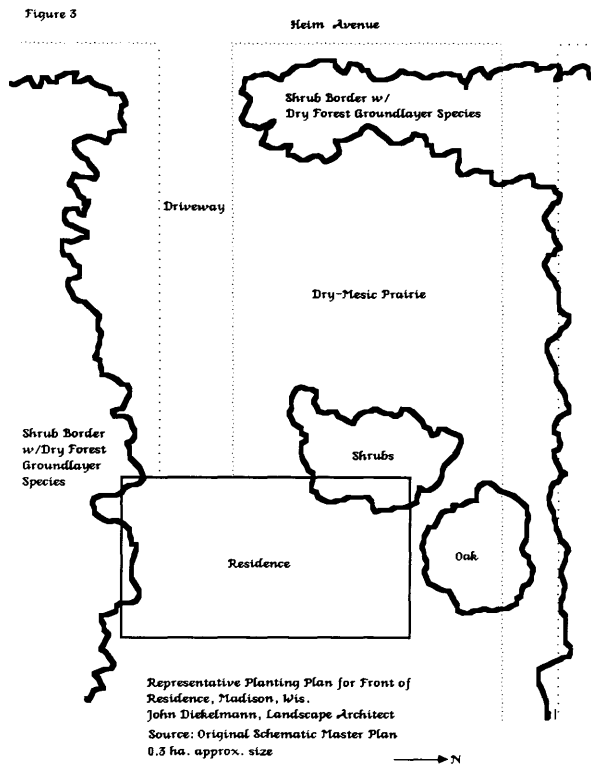 Figure 3
Heim Avenue
Shrub Border w/
Dry Forest Groundlayer Species
Driveway
Dry-Mesic Prairie
Shrub Border
w/Dry Forest
Groundlayer
Species
Shrubs
Residence
Oak
Representative Planting Plan for Front of
Residence, Madison, Wis.
John Diekelmann, Landscape Architect
Source: Original Schematic Master Plan
0.3 ha. approx. size
N